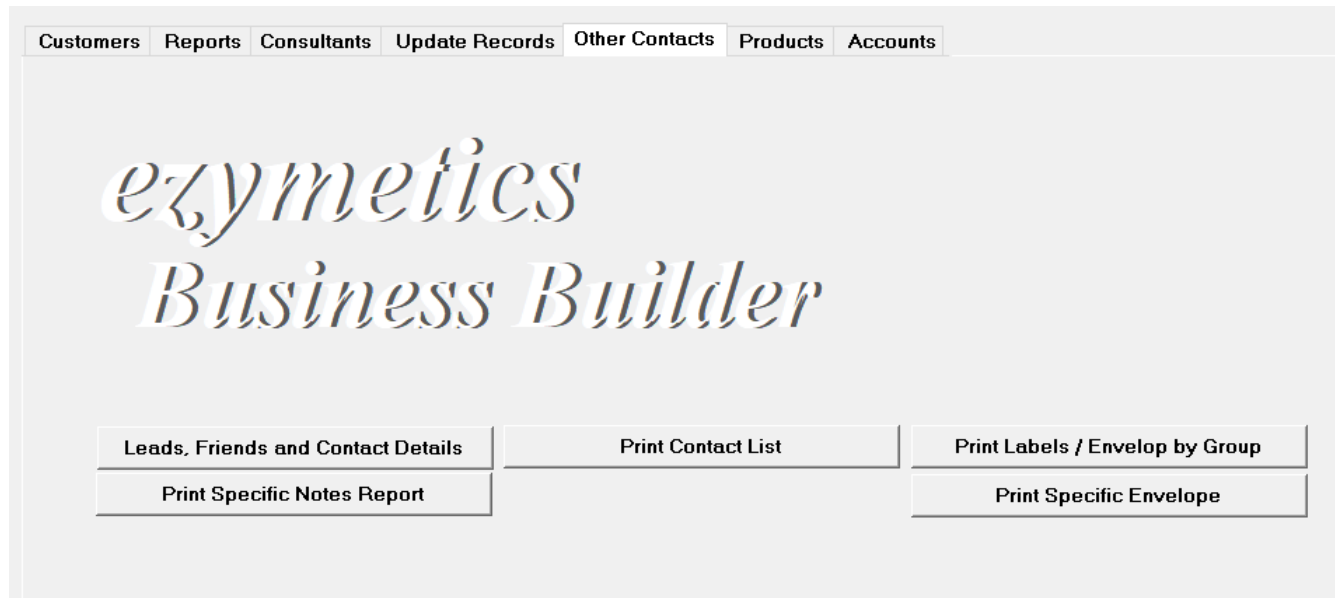 Customers Reports Consultants Update Records Other Contacts Products Accounts
ezymetics
Business Builder
Leads, Friends and Contact Details Print Contact List Print Labels / Envelop by Group
Print Specific Notes Report Print Specific Envelope